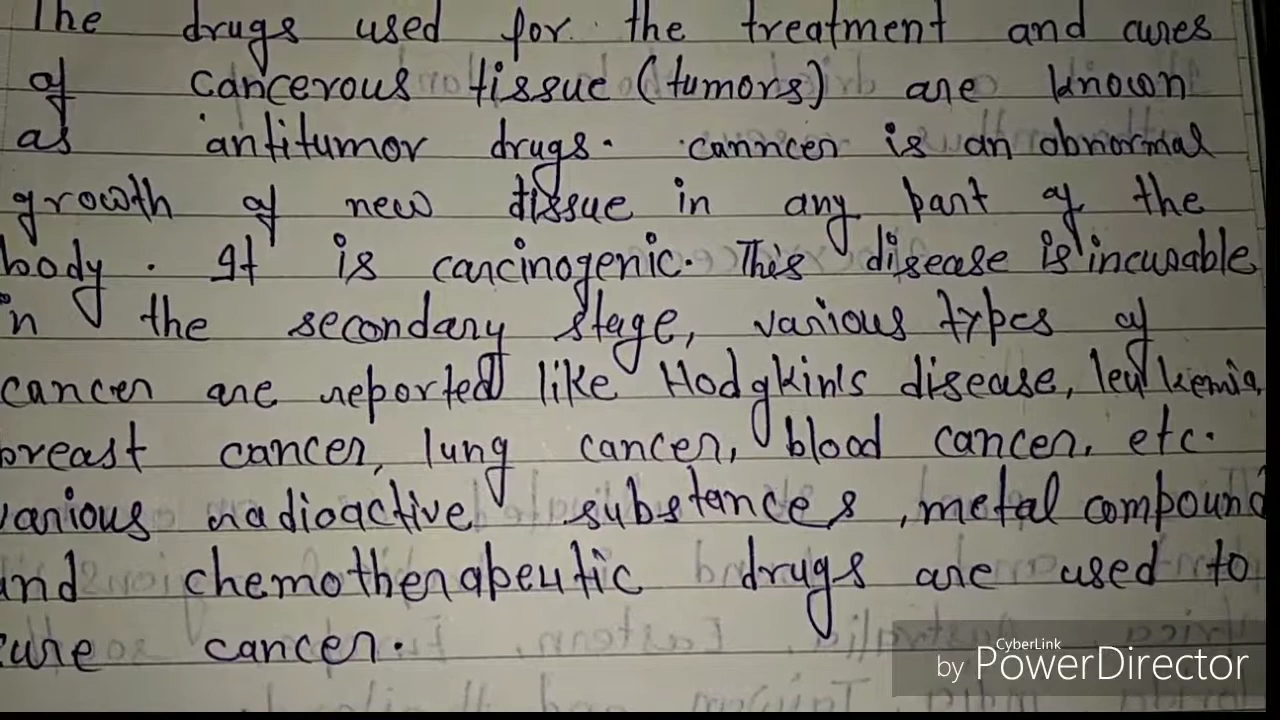 The drugs used for the treatment and cures
of cancerous tissue (tumors) are known
as antitumor drugs. canncer is an abnormal
growth of new tissue in any part of the
body. It is carcinogenic. This disease is incurable
in the secondary stage, various types of
cancer are reported like Hodgkin's disease, leukemia,
breast cancer, lung cancer, blood cancer, etc.
various radioactive substances, metal compound
and chemotherapeutic drugs are used to
cure cancer.
CyberLink
by PowerDirector